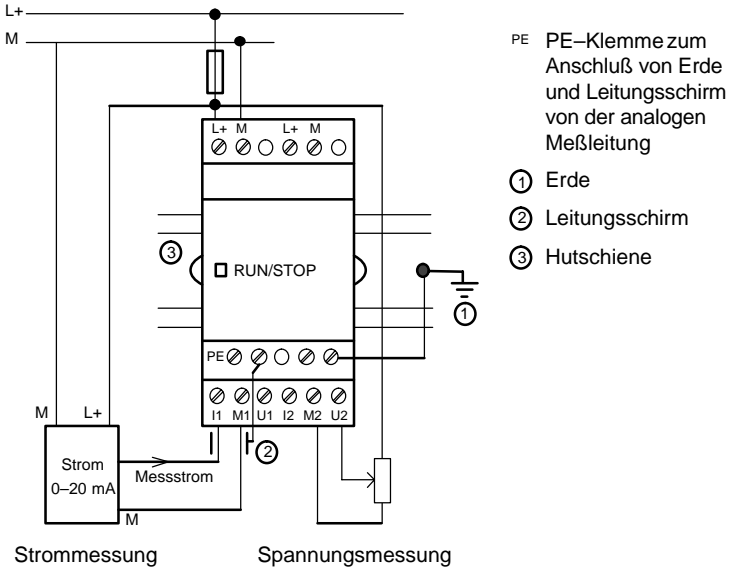 L+
M
PE PE–Klemme zum
Anschluß von Erde
und Leitungsschirm
von der analogen
Meßleitung
1 Erde
2 Leitungsschirm
3 Hutschiene
L+ M L+ M
3
RUN/STOP
1
PE
I1 M1 U1 I2 M2 U2
M L+
2
Strom
0–20 mA
Messstrom
M
Strommessung Spannungsmessung